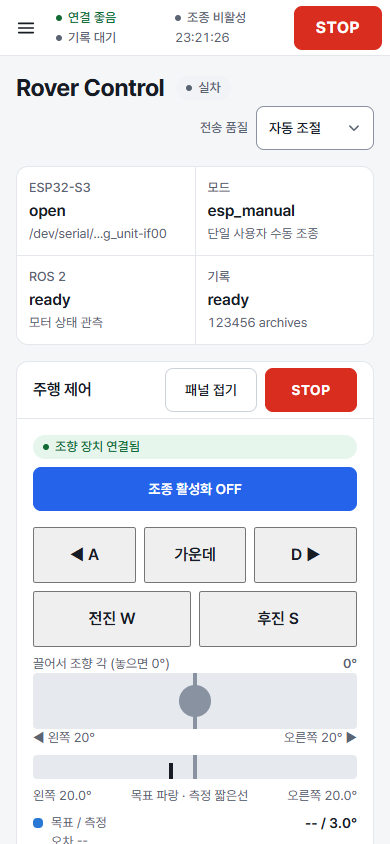 연결 좋음
조종 비활성
기록 대기
23:21:26
STOP
Rover Control
실차
전송 품질
자동 조절
ESP32-S3
open
/dev/serial/...g_unit-if00
모드
esp_manual
단일 사용자 수동 조종
ROS 2
ready
모터 상태 관측
기록
ready
123456 archives
주행 제어
패널 접기
STOP
조향 장치 연결됨
조종 활성화 OFF
◀ A
가운데
D ▶
전진 W
후진 S
끌어서 조향 각 (놓으면 0°)
0°
◀ 왼쪽 20°
오른쪽 20° ▶
왼쪽 20.0°
목표 파랑 · 측정 짧은선
오른쪽 20.0°
목표 / 측정
-- / 3.0°
오차 --